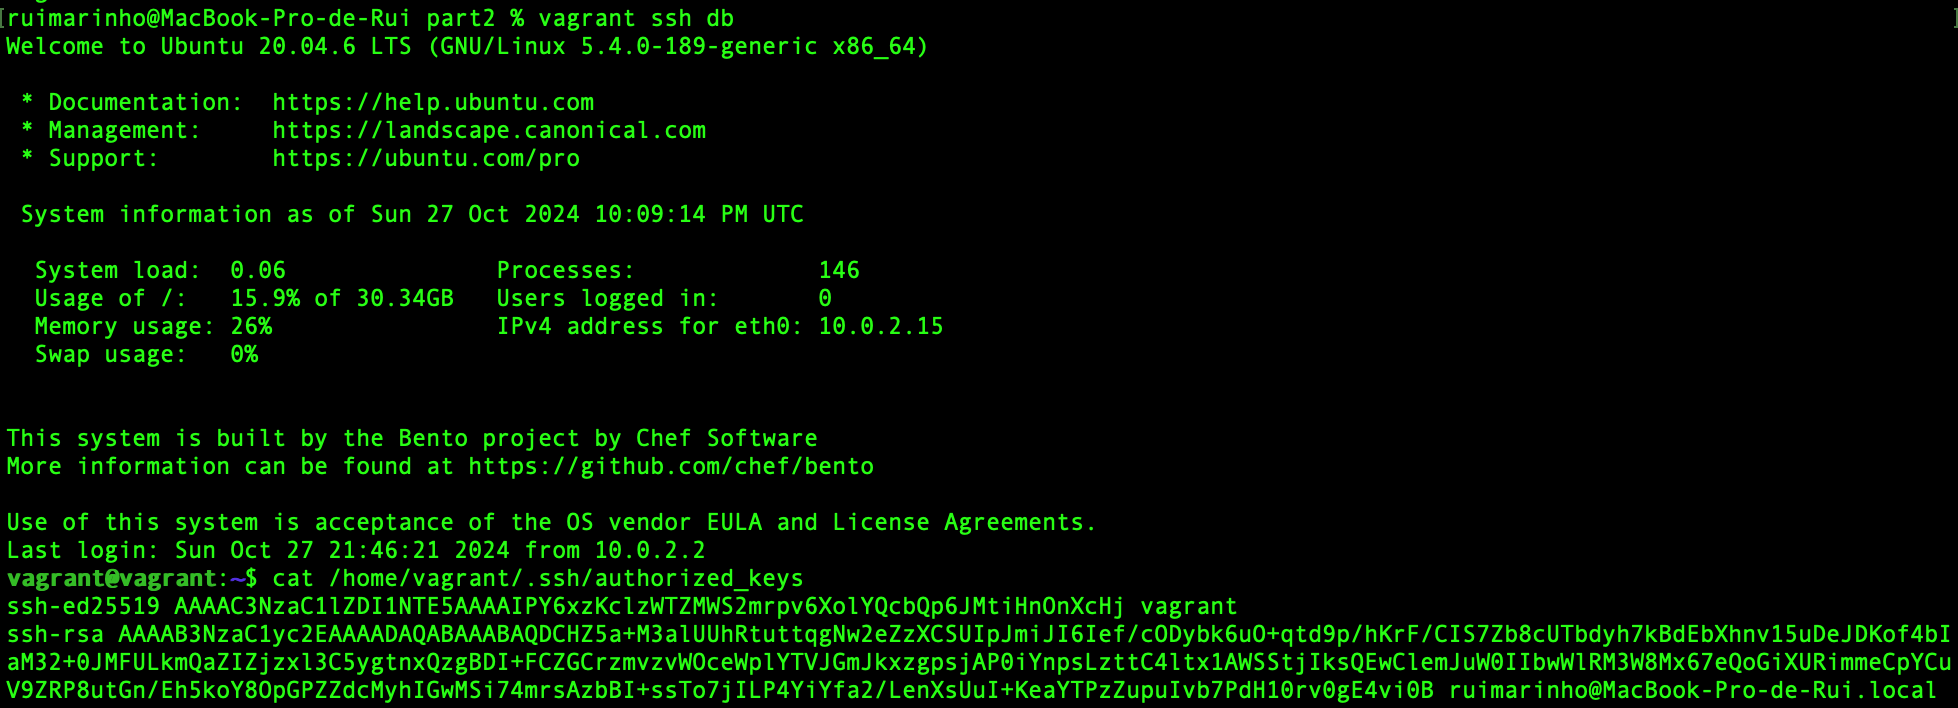 [ruimarinho@MacBook-Pro-de-Rui part2 % vagrant ssh db ]
Welcome to Ubuntu 20.04.6 LTS (GNU/Linux 5.4.0-189-generic x86_64)
* Documentation: https://help.ubuntu.com
* Management: https://landscape.canonical.com
* Support: https://ubuntu.com/pro
System information as of Sun 27 Oct 2024 10:09:14 PM UTC
System load: 0.06 Processes: 146
Usage of /: 15.9% of 30.34GB Users logged in: 0
Memory usage: 26% IPv4 address for eth0: 10.0.2.15
Swap usage: 0%
This system is built by the Bento project by Chef Software
More information can be found at https://github.com/chef/bento
Use of this system is acceptance of the OS vendor EULA and License Agreements.
Last login: Sun Oct 27 21:46:21 2024 from 10.0.2.2
vagrant@vagrant:~$ cat /home/vagrant/.ssh/authorized_keys
ssh-ed25519 AAAAC3NzaC1lZDI1NTE5AAAAIPY6xzKclzWTZMWS2mrpv6XolYQcbQp6JMtiHnOnXcHj vagrant
ssh-rsa AAAAB3NzaC1yc2EAAAADAQABAAABAQDCHZ5a+M3alUUhRtuttqgNw2eZzXCSUIpJmiJI6Ief/cODybk6uO+qtd9p/hKrF/CIS7Zb8cUTbdyh7kBdEbXhnv15uDeJDKof4bI
aM32+0JMFULkmQaZIZjzxl3C5ygtnxQzgBDI+FCZGCrzmvzvWOceWplYTVJGmJkxzgpsjAP0iYnpsLzttC4ltx1AWSStjIksQEwClemJuW0IIbwWlRM3W8Mx67eQoGiXURimmeCpYCu
V9ZRP8utGn/Eh5koY8OpGPZZdcMyhIGwMSi74mrsAzbBI+ssTo7jILP4YiYfa2/LenXsUuI+KeaYTPzZupuIvb7PdH10rv0gE4vi0B ruimarinho@MacBook-Pro-de-Rui.local